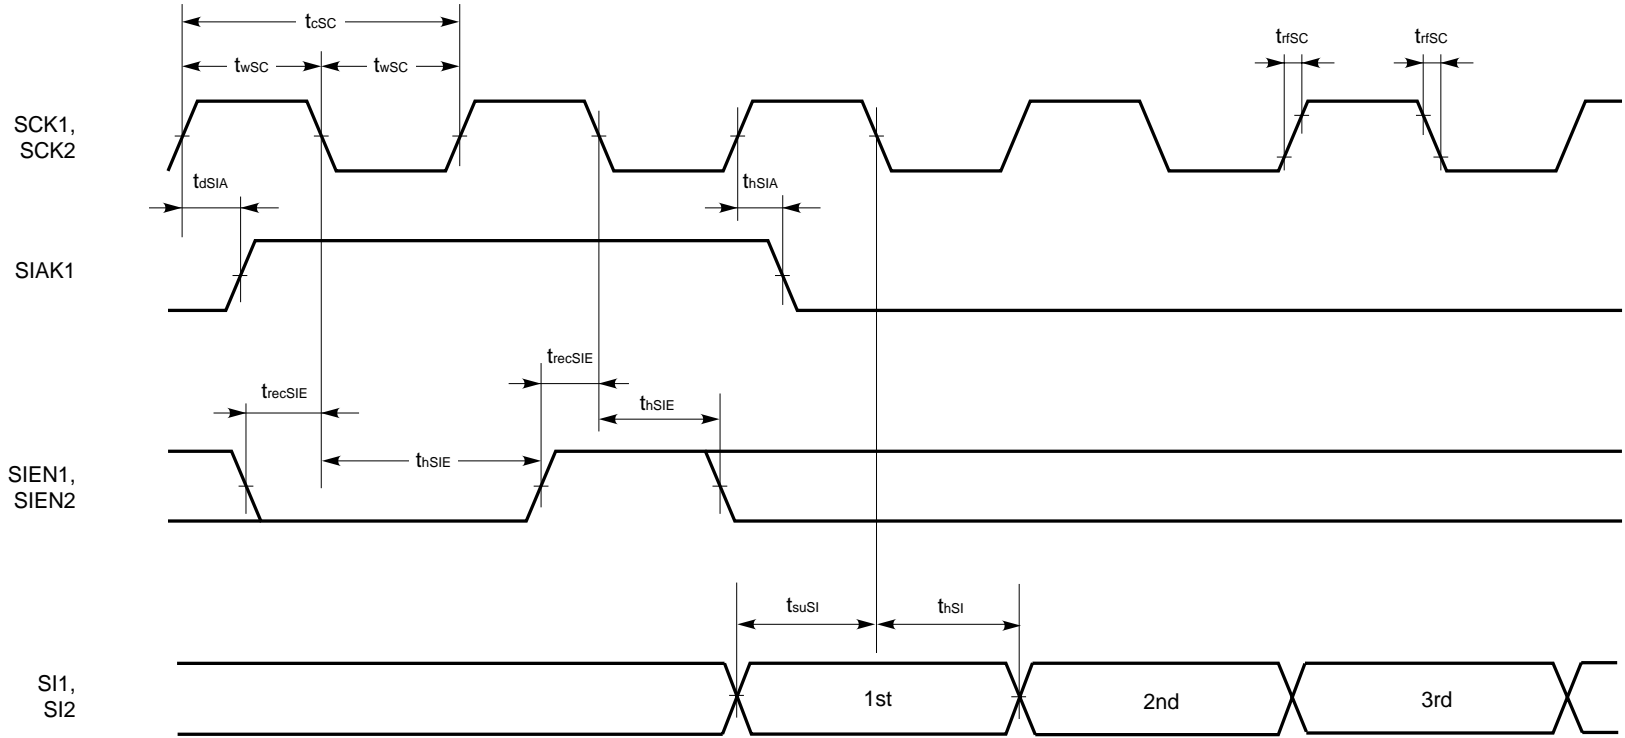 tcSC
twSC
twSC
trfSC
trfSC
SCK1,
SCK2
tdSIA
thSIA
SIAK1
trecSIE
trecSIE
thSIE
thSIE
SIEN1,
SIEN2
tsuSI
thSI
SI1,
SI2
1st
2nd
3rd